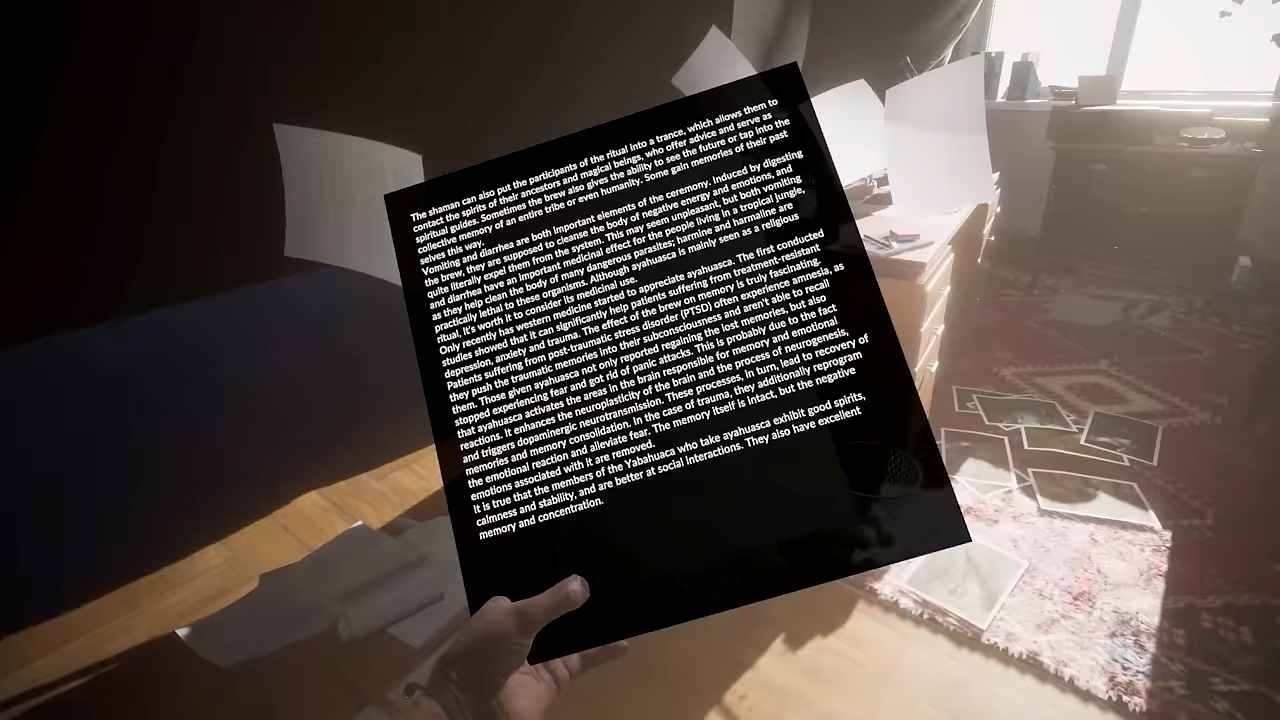 The shaman can also put the participants of the ritual into a trance, which allows them to
contact the spirits of their ancestors and magical beings, who offer advice and serve as
spiritual guides. Sometimes the brew also gives the ability to see the future or tap into the
collective memory of an entire tribe or even humanity. Some gain memories of their past
selves this way.
Vomiting and diarrhea are both important elements of the ceremony. Induced by digesting
the brew, they are supposed to cleanse the body of negative energy and emotions, and
quite literally expel them from the system. This may seem unpleasant, but both vomiting
and diarrhea have an important medicinal effect for the people living in a tropical jungle,
as they help clean the body of many dangerous parasites; harmine and harmaline are
practically lethal to these organisms. Although ayahuasca is mainly seen as a religious
ritual, it's worth it to consider its medicinal use.
Only recently has western medicine started to appreciate ayahuasca. The first conducted
studies showed that it can significantly help patients suffering from treatment-resistant
depression, anxiety and trauma. The effect of the brew on memory is truly fascinating.
Patients suffering from post-traumatic stress disorder (PTSD) often experience amnesia, as
they push the traumatic memories into their subconsciousness and aren't able to recall
them. Those given ayahuasca not only reported regaining the lost memories, but also
stopped experiencing fear and got rid of panic attacks. This is probably due to the fact
that ayahuasca activates the areas in the brain responsible for memory and emotional
reactions. It enhances the neuroplasticity of the brain and the process of neurogenesis,
and triggers dopaminergic neurotransmission. These processes, in turn, lead to recovery of
memories and memory consolidation. In the case of trauma, they additionally reprogram
the emotional reaction and alleviate fear. The memory itself is intact, but the negative
emotions associated with it are removed.
It is true that the members of the Yabahuaca who take ayahuasca exhibit good spirits,
calmness and stability, and are better at social interactions. They also have excellent
memory and concentration.